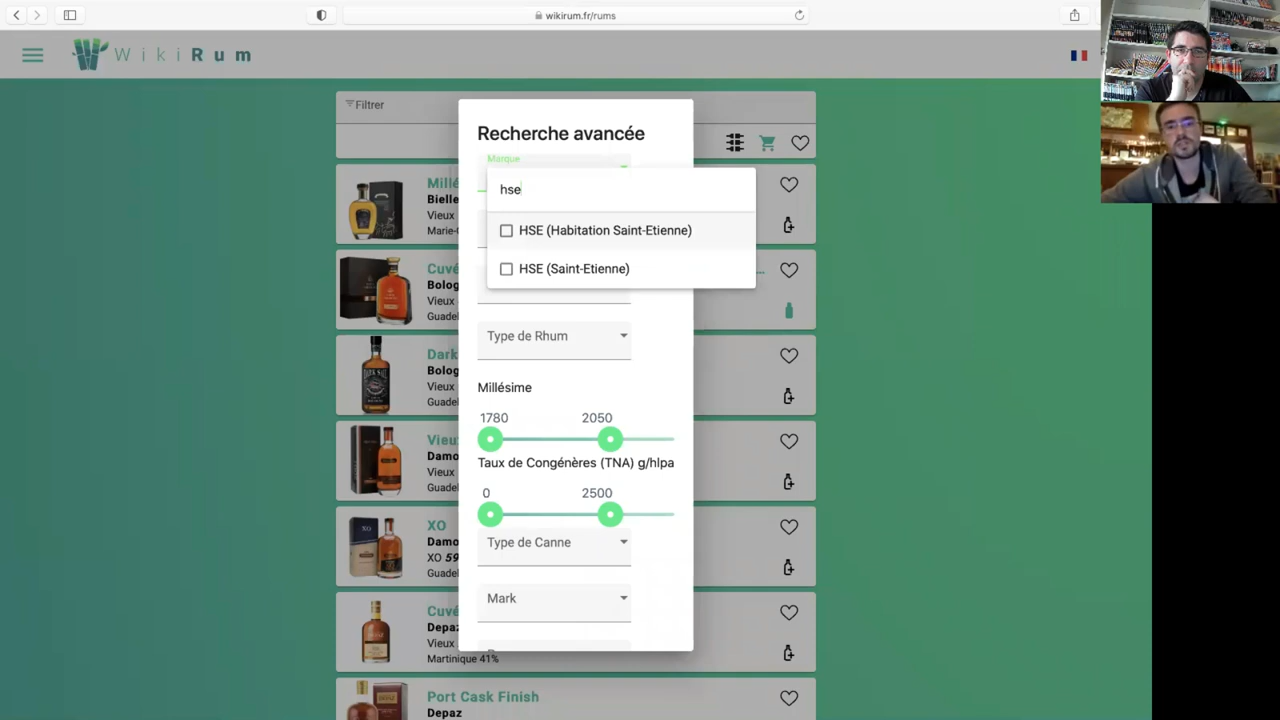 wikirum.fr/rums
WikiRum
Filtrer
Recherche avancée
Marque
hse
HSE (Habitation Saint-Etienne)
HSE (Saint-Etienne)
Type de Rhum
Millésime
1780 2050
Taux de Congénères (TNA) g/hlpa
0 2500
Type de Canne
Mark
Millé
Bielle
Vieux
Marie-G
Cuvé
Bolog
Vieux
Guadel
Dark
Bolog
Vieux
Guadel
Vieux
Damo
Vieux
Guadel
XO
Damo
XO 59
Guadel
Cuvé
Depaz
Vieux
Martinique 41%
Port Cask Finish
Depaz